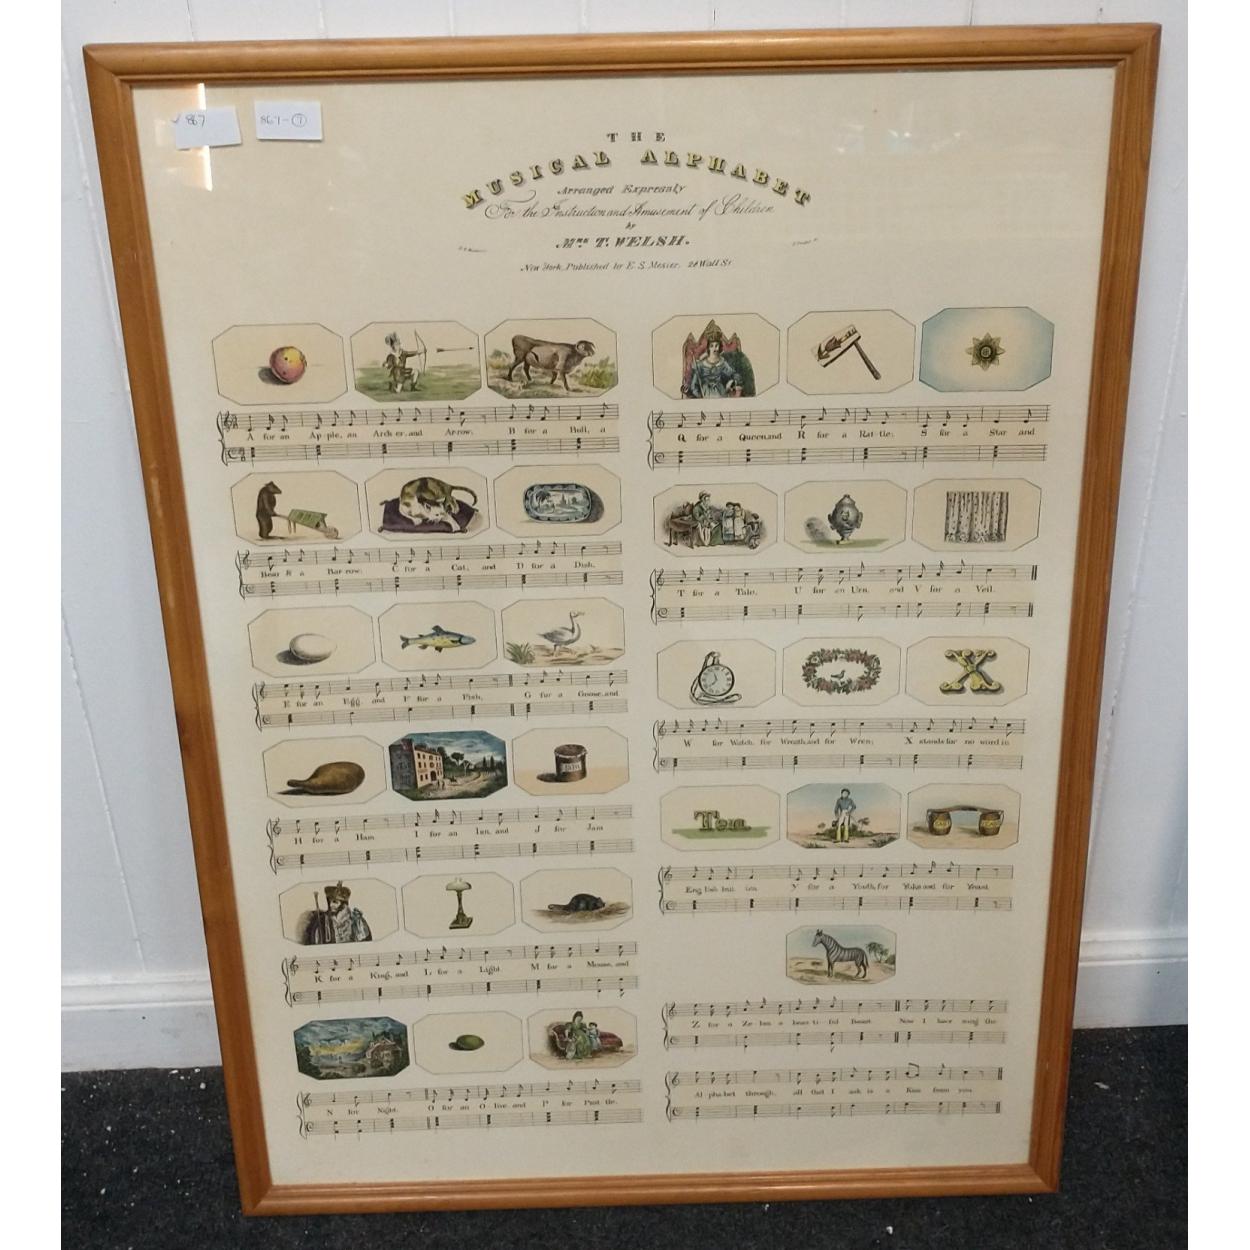 867
867-7
THE
MUSICAL ALPHABET
Arranged Expressly
For the Instruction and Amusement of Children
by
Mrs T. WELSH.
New York, Published by E. S. Mesier, 28 Wall St
A for an Ap-ple, an Arch-er, and Ar-row; B for a Bull, a
Bear & a Bar-row; C for a Cat, and D for a Dish,
E for an Egg and F for a Fish, G for a Goose, and
H for a Ham I for an Inn, and J for Jam
K for a King, and L for a Light. M for a Mouse, and
N for Night. O for an O-live and P for Prat-tle.
Q for a Queen, and R for a Rat-tle; S for a Star and
T for a Tale, U for an Urn, and V for a Veil.
W for Watch, for Wreath, and for Wren; X stands for no word in
Ten
Eng-lish but ten Y for a Youth, for Yoke and for Yeast
Z for a Ze-bra a beau-ti-ful Beast. Now I have sung the
Al-pha-bet through, all that I ask is a Kiss from you.